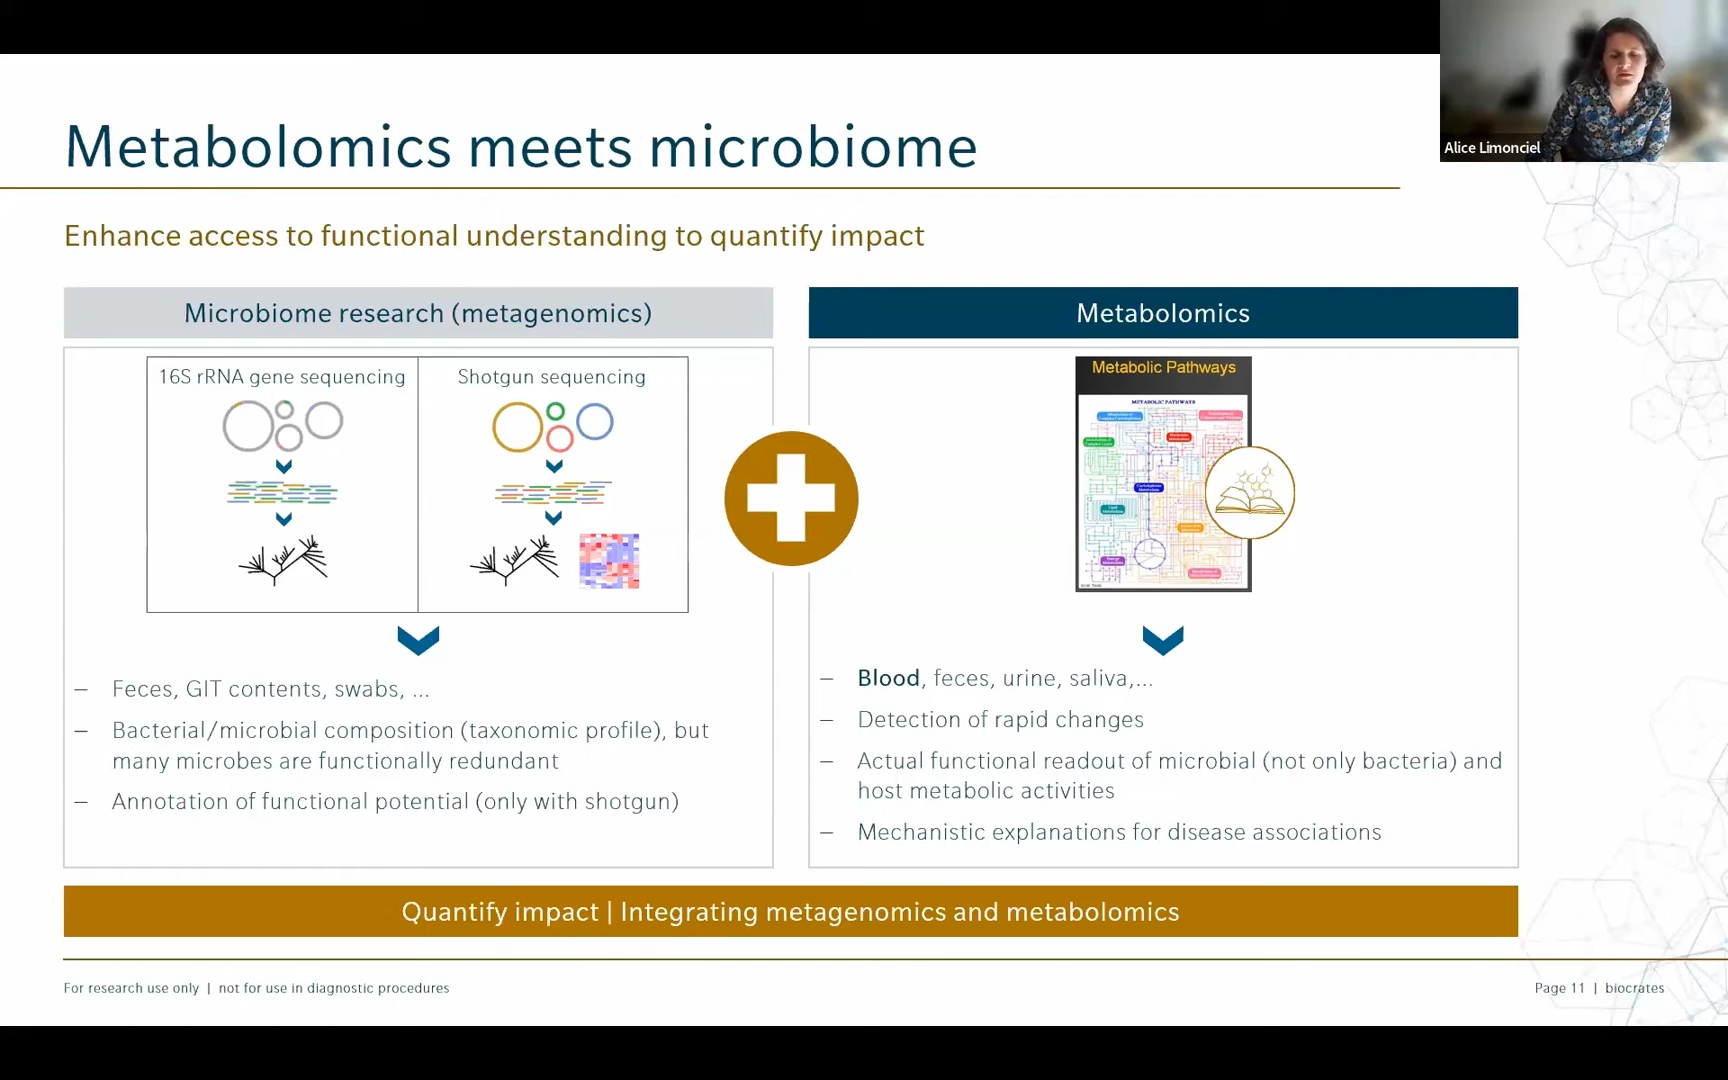 Alice Limonciel
Metabolomics meets microbiome
Enhance access to functional understanding to quantify impact
Microbiome research (metagenomics)
16S rRNA gene sequencing
Shotgun sequencing
– Feces, GIT contents, swabs, ...
– Bacterial/microbial composition (taxonomic profile), but
many microbes are functionally redundant
– Annotation of functional potential (only with shotgun)
Metabolomics
Metabolic Pathways
METABOLIC PATHWAYS
– Blood, feces, urine, saliva,...
– Detection of rapid changes
– Actual functional readout of microbial (not only bacteria) and
host metabolic activities
– Mechanistic explanations for disease associations
Quantify impact | Integrating metagenomics and metabolomics
For research use only | not for use in diagnostic procedures
Page 11 | biocrates